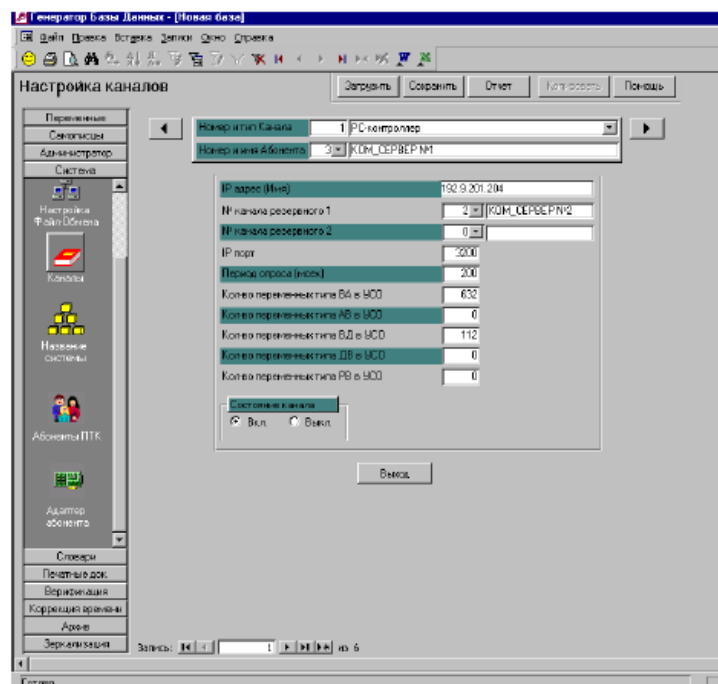 Генератор Базы Данных - [Новая база]
Файл Правка Вставка Записи Окно Справка
Настройка каналов
Загрузить Сохранить Отчет Копировать Помощь
Переменные
Самописцы
Администратор
Система
Настройка
Файл-Обмена
Каналы
Название
системы
Абоненты ПТК
Адаптер
абонента
Словари
Печатные док.
Верификация
Коррекция времени
Архив
Зеркализация
Номер и тип Канала 1 PC-контроллер
Номер и имя Абонента 3 КОМ_СЕРВЕР №1
IP адрес (Имя) 192.9.201.204
№ канала резервного 1 2 КОМ_СЕРВЕР №2
№ канала резервного 2 0
IP порт 3200
Период опроса (мсек) 200
Кол-во переменных типа ВА в УСО 632
Кол-во переменных типа АВ в УСО 0
Кол-во переменных типа ВД в УСО 112
Кол-во переменных типа ДВ в УСО 0
Кол-во переменных типа РВ в УСО 0
Состояние канала
Вкл. Выкл.
Выход
Запись: 1 из 6
Готово